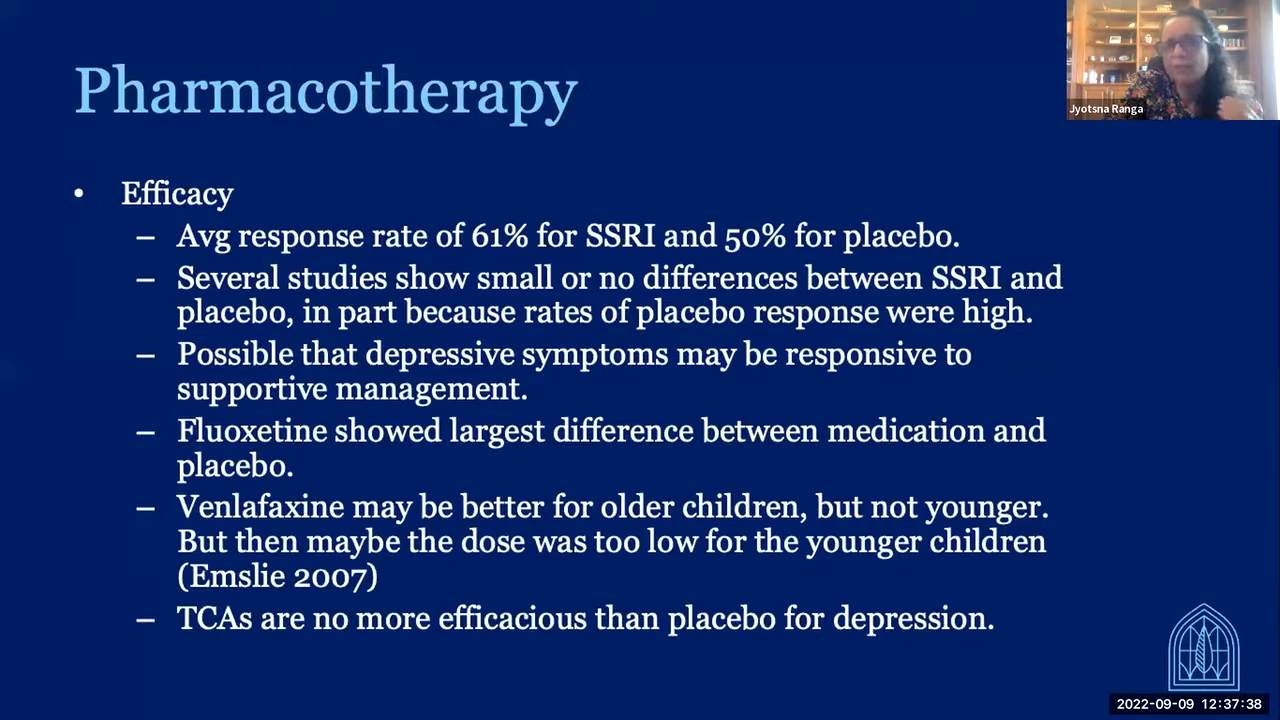 Pharmacotherapy
Jyotsna Ranga
• Efficacy
– Avg response rate of 61% for SSRI and 50% for placebo.
– Several studies show small or no differences between SSRI and
placebo, in part because rates of placebo response were high.
– Possible that depressive symptoms may be responsive to
supportive management.
– Fluoxetine showed largest difference between medication and
placebo.
– Venlafaxine may be better for older children, but not younger.
But then maybe the dose was too low for the younger children
(Emslie 2007)
– TCAs are no more efficacious than placebo for depression.
2022-09-09 12:37:38